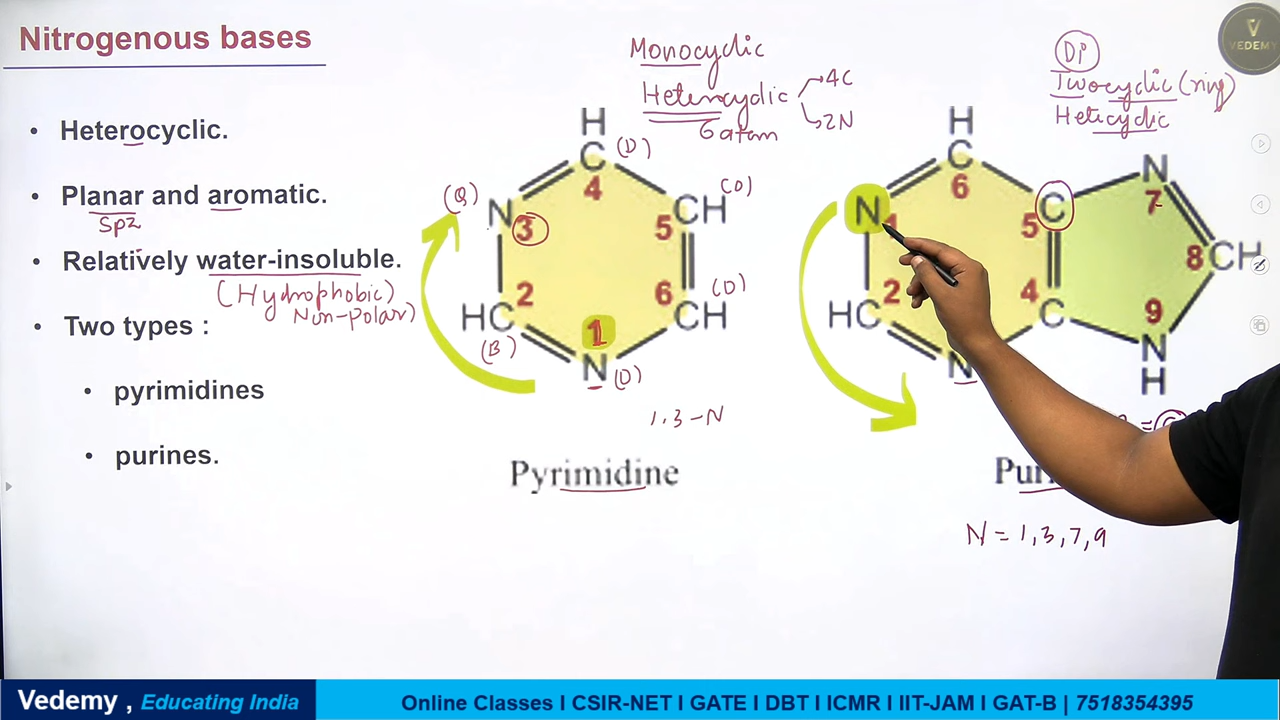 Nitrogenous bases
• Heterocyclic.
• Planar and aromatic.
SP2
• Relatively water-insoluble.
(Hydrophobic)
Non-polar)
• Two types :
• pyrimidines
• purines.
Monocyclic
Heterocyclic
4C
2N
6 atom
H
C (D)
4
(Q) N
3
5 CH (D)
HC 2
(B)
6 CH (D)
1
N (D)
1,3-N
Pyrimidine
Di
Twocyclic (ring)
Heticyclic
H
C
6
N
5 C
N
7
8 CH
HC 2
4 C
9
N
H
N
N = 1,3,7,9
VEDEMY
Vedemy , Educating India
Online Classes I CSIR-NET I GATE I DBT I ICMR I IIT-JAM I GAT-B | 7518354395